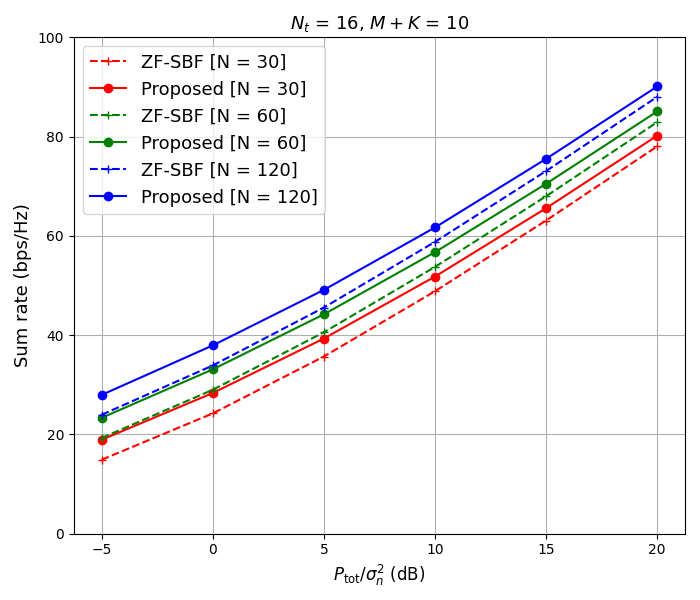 N_t = 16, M + K = 10
100
80
60
40
20
0
Sum rate (bps/Hz)
ZF-SBF [N = 30]
Proposed [N = 30]
ZF-SBF [N = 60]
Proposed [N = 60]
ZF-SBF [N = 120]
Proposed [N = 120]
−5 0 5 10 15 20
P_tot/σ_n^2 (dB)